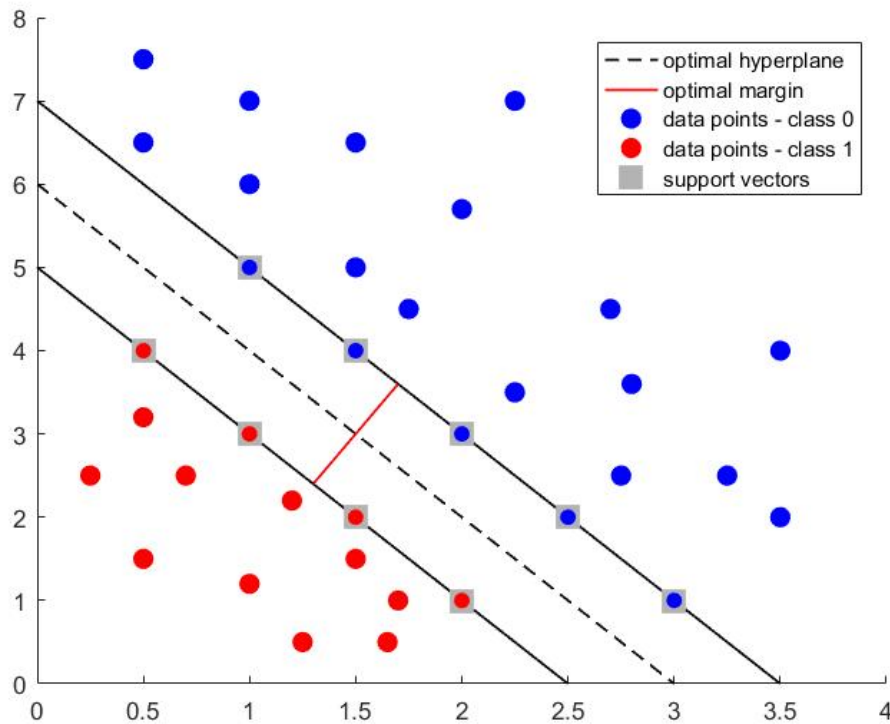 8
7
6
5
4
3
2
1
0
0 0.5 1 1.5 2 2.5 3 3.5 4
optimal hyperplane
optimal margin
data points - class 0
data points - class 1
support vectors